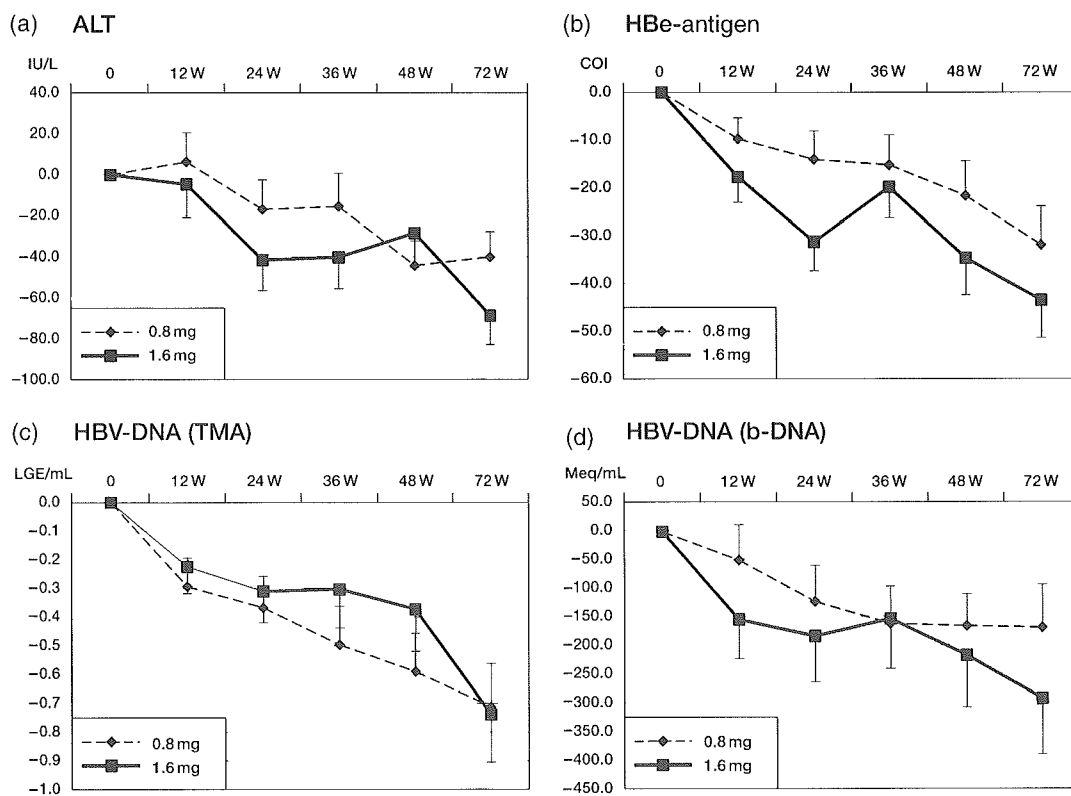 (a) ALT
IU/L
0 12 W 24 W 36 W 48 W 72 W
40.0
20.0
0.0
−20.0
−40.0
−60.0
−80.0
−100.0
0.8 mg
1.6 mg
(b) HBe-antigen
COI
0 12 W 24 W 36 W 48 W 72 W
0.0
−10.0
−20.0
−30.0
−40.0
−50.0
−60.0
0.8 mg
1.6 mg
(c) HBV-DNA (TMA)
LGE/mL
0 12 W 24 W 36 W 48 W 72 W
0.0
−0.1
−0.2
−0.3
−0.4
−0.5
−0.6
−0.7
−0.8
−0.9
−1.0
0.8 mg
1.6 mg
(d) HBV-DNA (b-DNA)
Meq/mL
0 12 W 24 W 36 W 48 W 72 W
50.0
0.0
−50.0
−100.0
−150.0
−200.0
−250.0
−300.0
−350.0
−400.0
−450.0
0.8 mg
1.6 mg